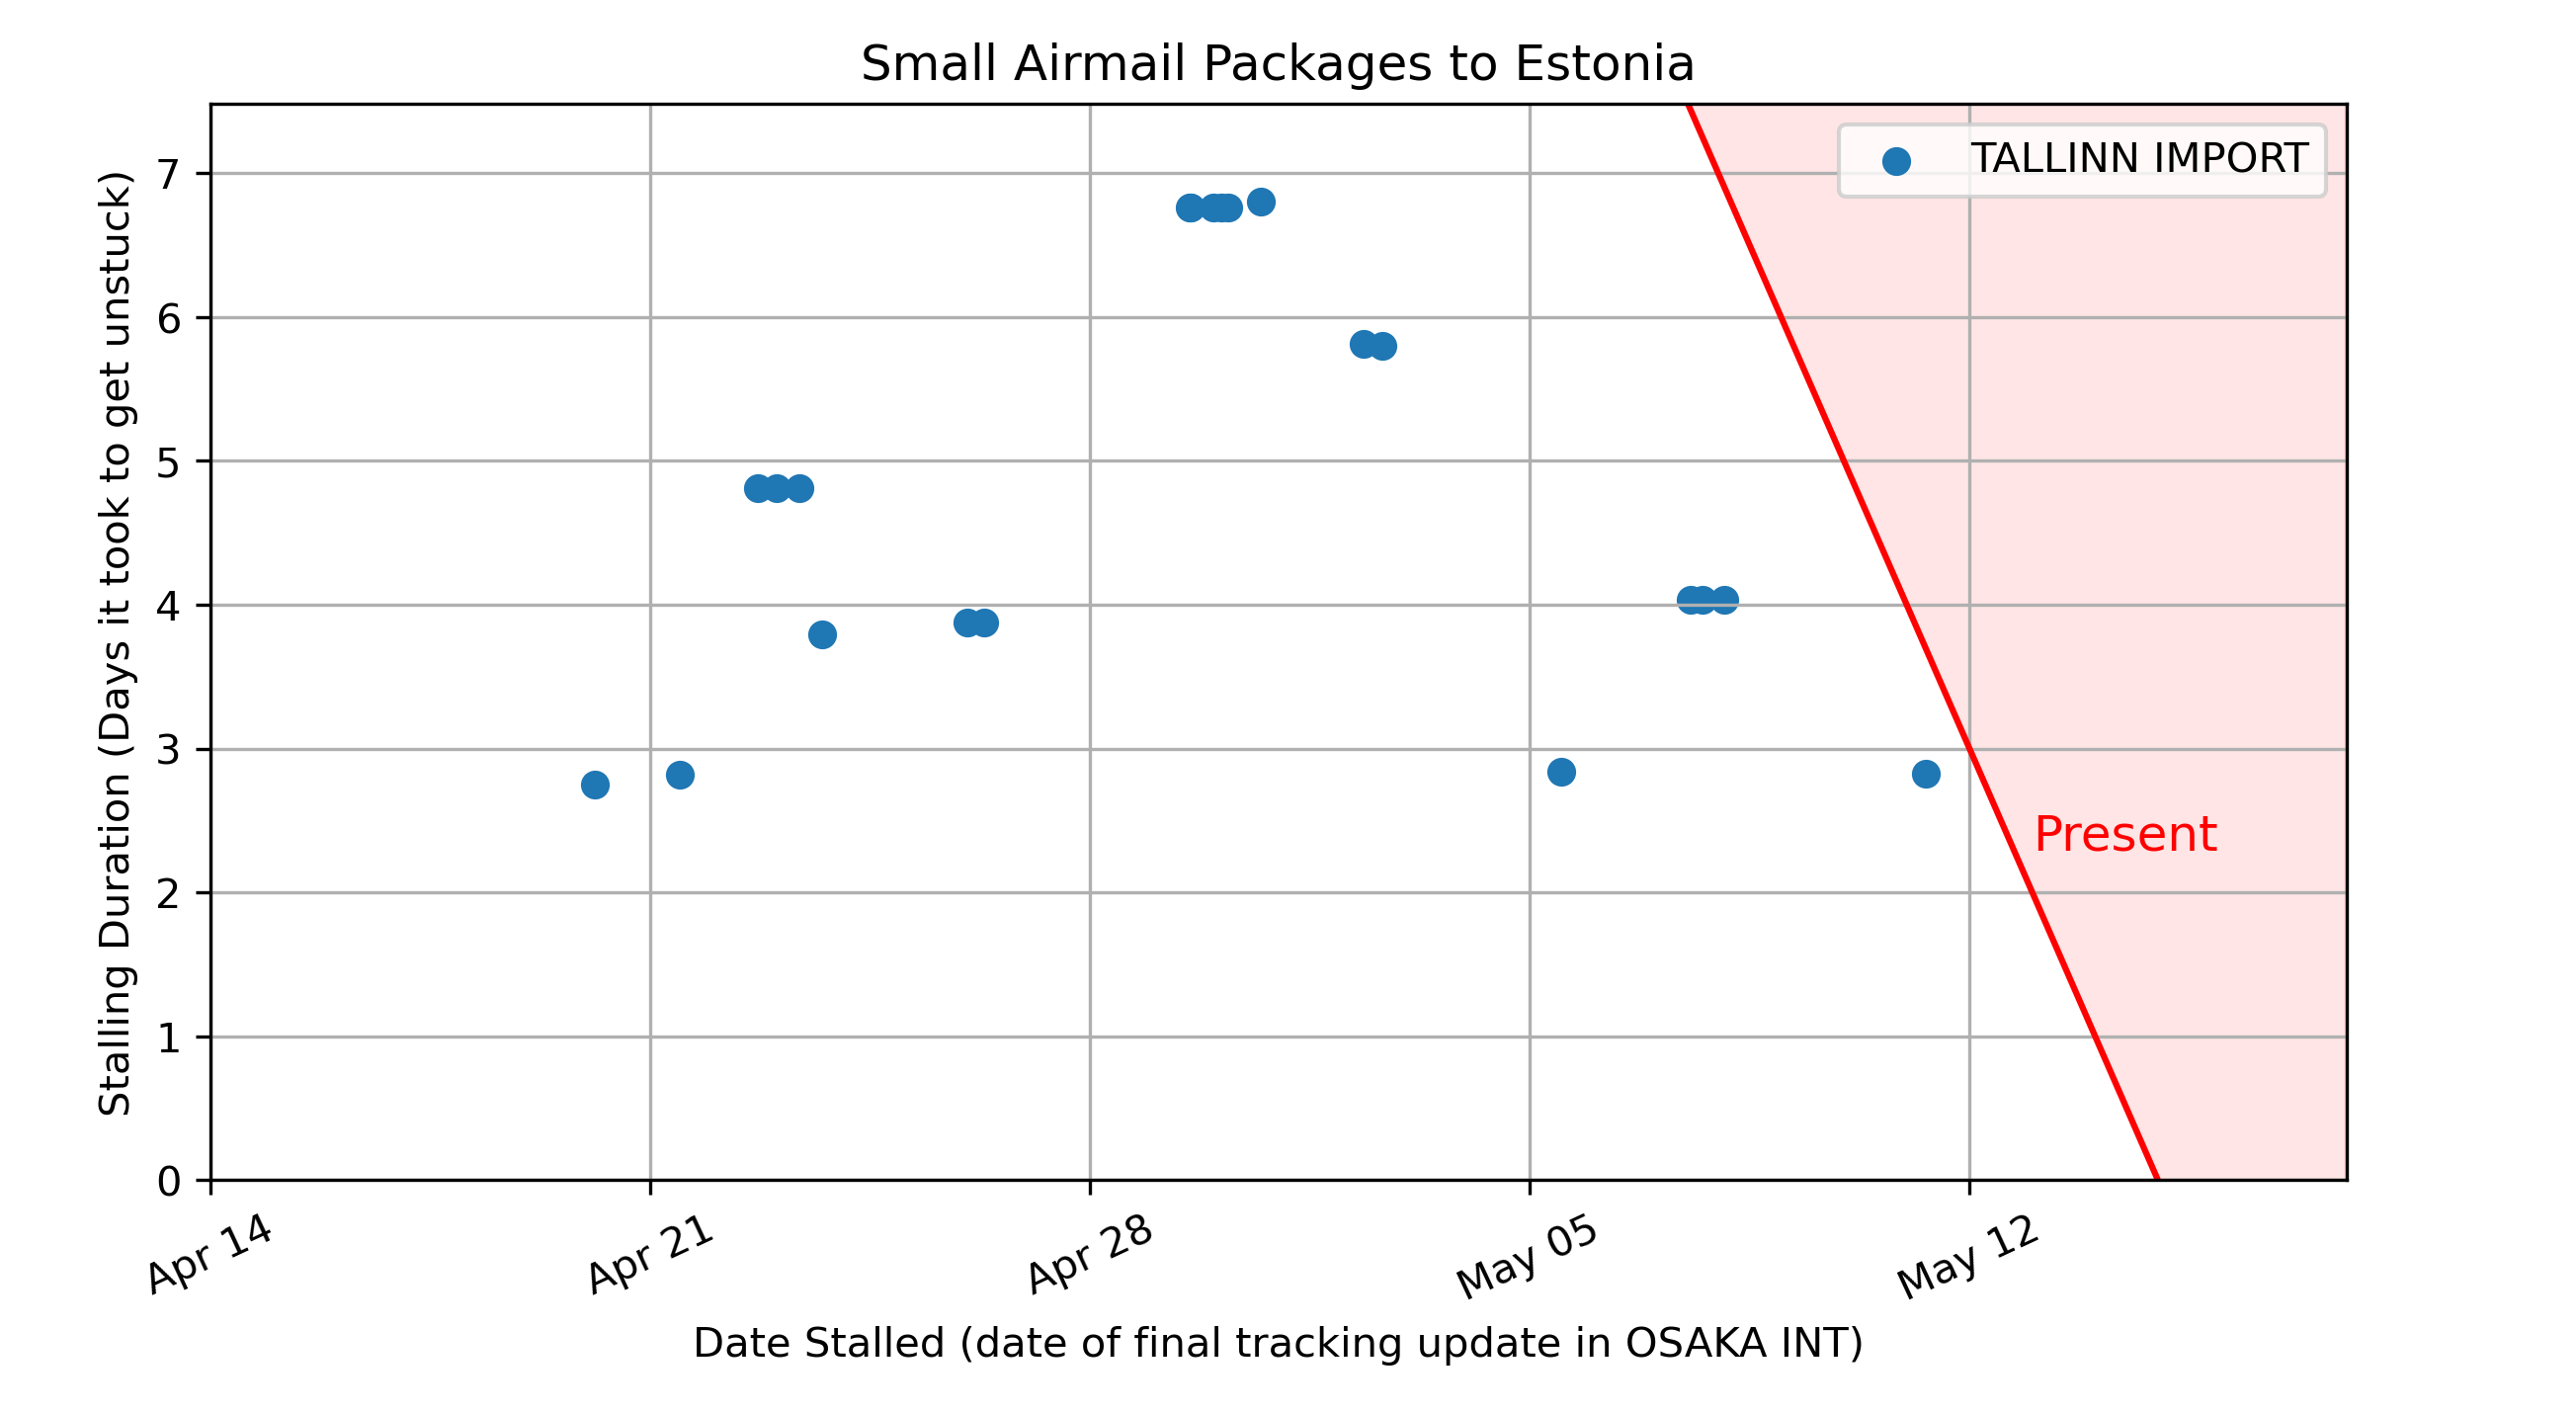 Small Airmail Packages to Estonia
TALLINN IMPORT
Stalling Duration (Days it took to get unstuck)
7
6
5
4
3
2
1
0
Present
Apr 14
Apr 21
Apr 28
May 05
May 12
Date Stalled (date of final tracking update in OSAKA INT)